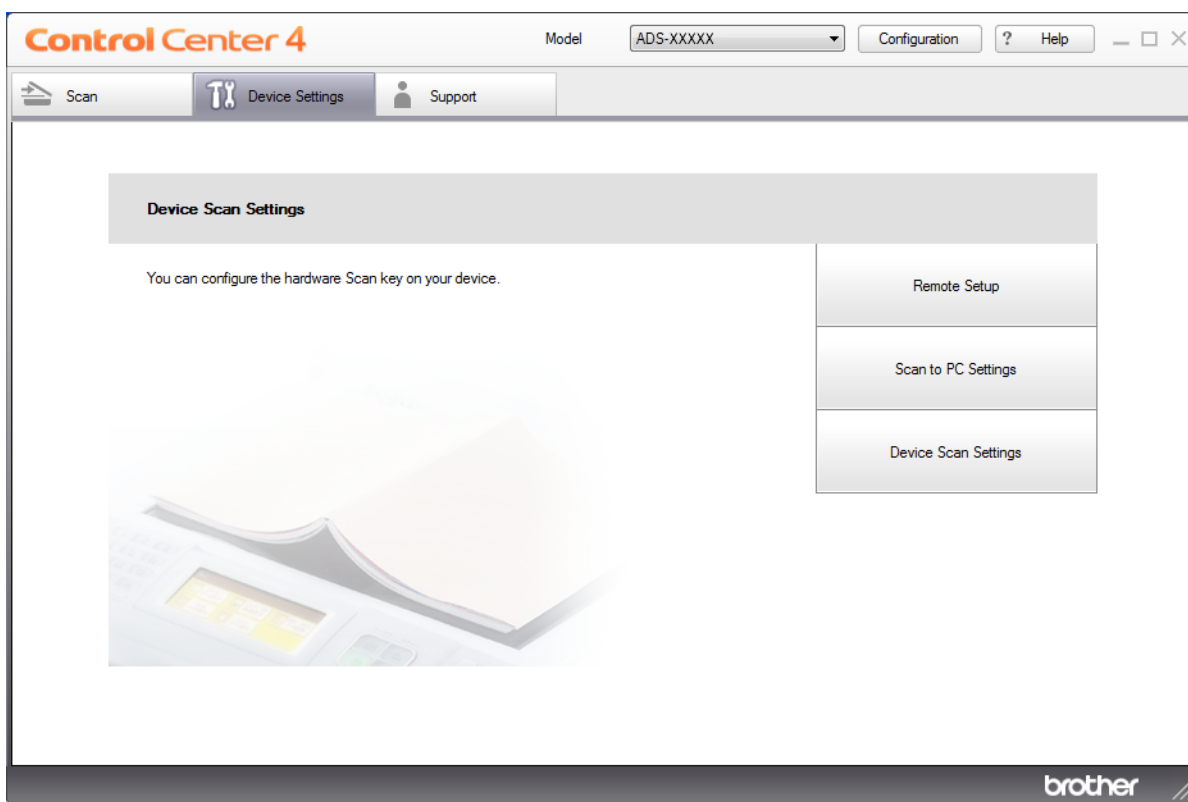 Control Center 4
Model
ADS-XXXXX
Configuration
? Help
Scan
Device Settings
Support
Device Scan Settings
You can configure the hardware Scan key on your device.
Remote Setup
Scan to PC Settings
Device Scan Settings
brother